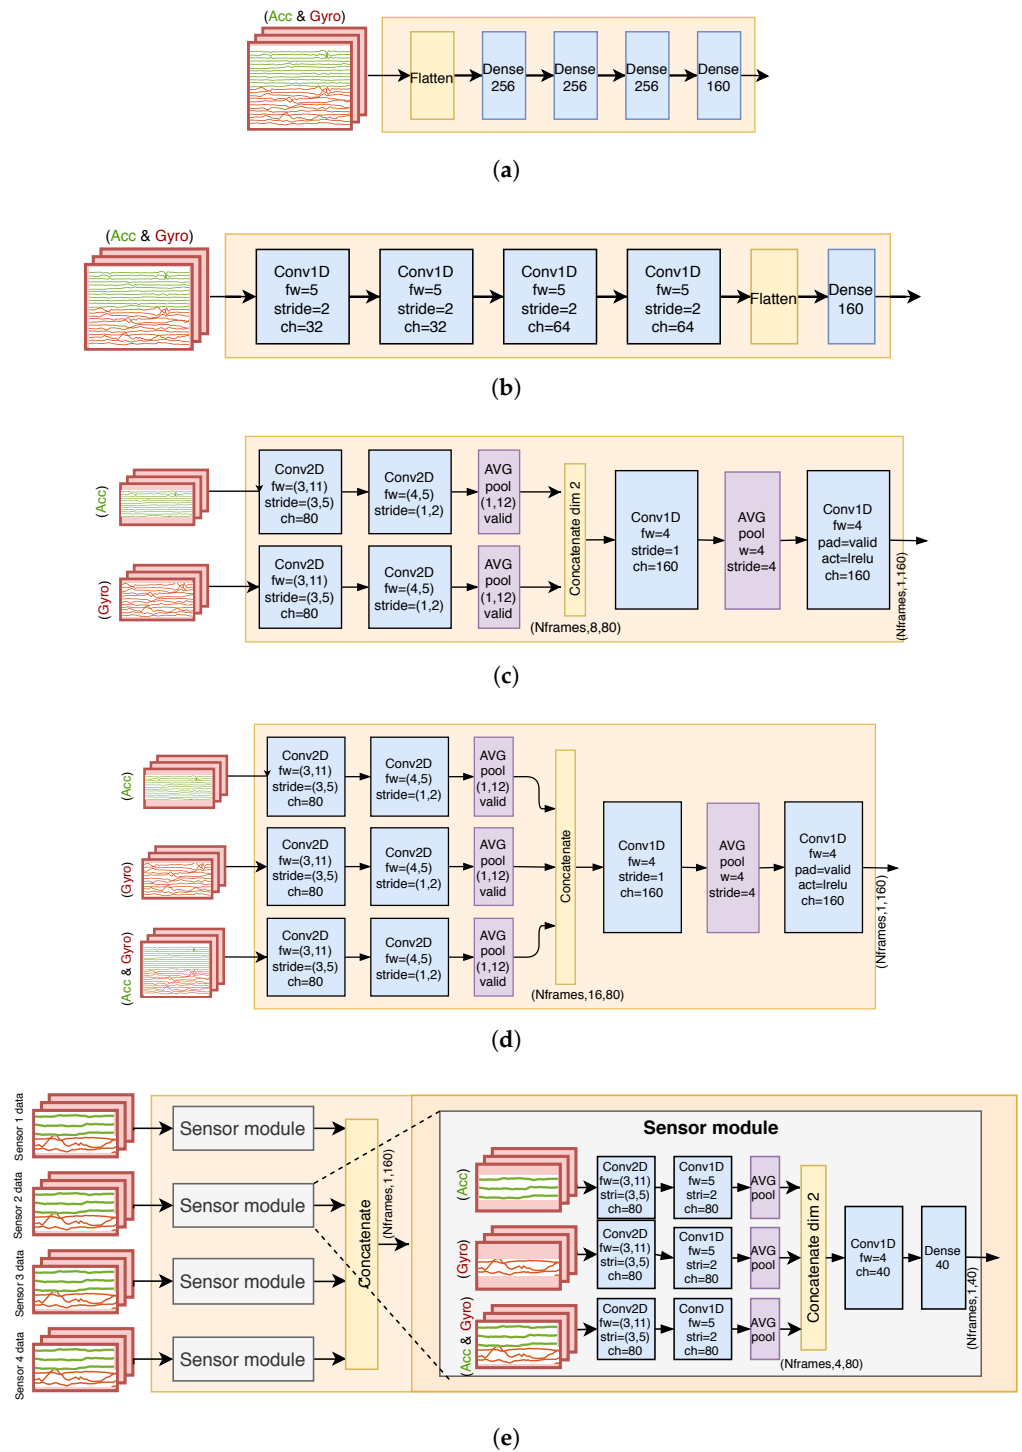 (Acc & Gyro)
Flatten
Dense
256
Dense
256
Dense
256
Dense
160
(a)
(Acc & Gyro)
Conv1D
fw=5
stride=2
ch=32
Conv1D
fw=5
stride=2
ch=32
Conv1D
fw=5
stride=2
ch=64
Conv1D
fw=5
stride=2
ch=64
Flatten
Dense
160
(b)
(Acc)
Conv2D
fw=(3,11)
stride=(3,5)
ch=80
Conv2D
fw=(4,5)
stride=(1,2)
AVG
pool
(1,12)
valid
(Gyro)
Conv2D
fw=(3,11)
stride=(3,5)
ch=80
Conv2D
fw=(4,5)
stride=(1,2)
AVG
pool
(1,12)
valid
Concatenate dim 2
(Nframes,8,80)
Conv1D
fw=4
stride=1
ch=160
AVG
pool
w=4
stride=4
Conv1D
fw=4
pad=valid
act=lrelu
ch=160
(Nframes,1,160)
(c)
(Acc)
Conv2D
fw=(3,11)
stride=(3,5)
ch=80
Conv2D
fw=(4,5)
stride=(1,2)
AVG
pool
(1,12)
valid
(Gyro)
Conv2D
fw=(3,11)
stride=(3,5)
ch=80
Conv2D
fw=(4,5)
stride=(1,2)
AVG
pool
(1,12)
valid
(Acc & Gyro)
Conv2D
fw=(3,11)
stride=(3,5)
ch=80
Conv2D
fw=(4,5)
stride=(1,2)
AVG
pool
(1,12)
valid
Concatenate
(Nframes,16,80)
Conv1D
fw=4
stride=1
ch=160
AVG
pool
w=4
stride=4
Conv1D
fw=4
pad=valid
act=lrelu
ch=160
(Nframes,1,160)
(d)
Sensor 1 data
Sensor module
Sensor 2 data
Sensor module
Sensor 3 data
Sensor module
Sensor 4 data
Sensor module
Concatenate
(Nframes,1,160)
Sensor module
(Acc)
Conv2D
fw=(3,11)
stri=(3,5)
ch=80
Conv1D
fw=5
stri=2
ch=80
AVG
pool
(Gyro)
Conv2D
fw=(3,11)
stri=(3,5)
ch=80
Conv1D
fw=5
stri=2
ch=80
AVG
pool
(Acc & Gyro)
Conv2D
fw=(3,11)
stri=(3,5)
ch=80
Conv1D
fw=5
stri=2
ch=80
AVG
pool
Concatenate dim 2
(Nframes,4,80)
Conv1D
fw=4
ch=40
Dense
40
(Nframes,1,40)
(e)